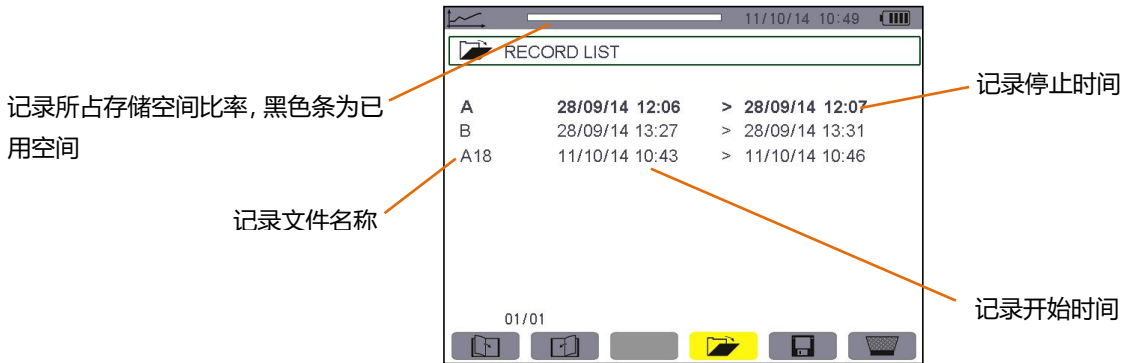 11/10/14 10:49
RECORD LIST
记录停止时间
记录所占存储空间比率, 黑色条为已
用空间
A 28/09/14 12:06 > 28/09/14 12:07
B 28/09/14 13:27 > 28/09/14 13:31
A18 11/10/14 10:43 > 11/10/14 10:46
记录文件名称
记录开始时间
01/01